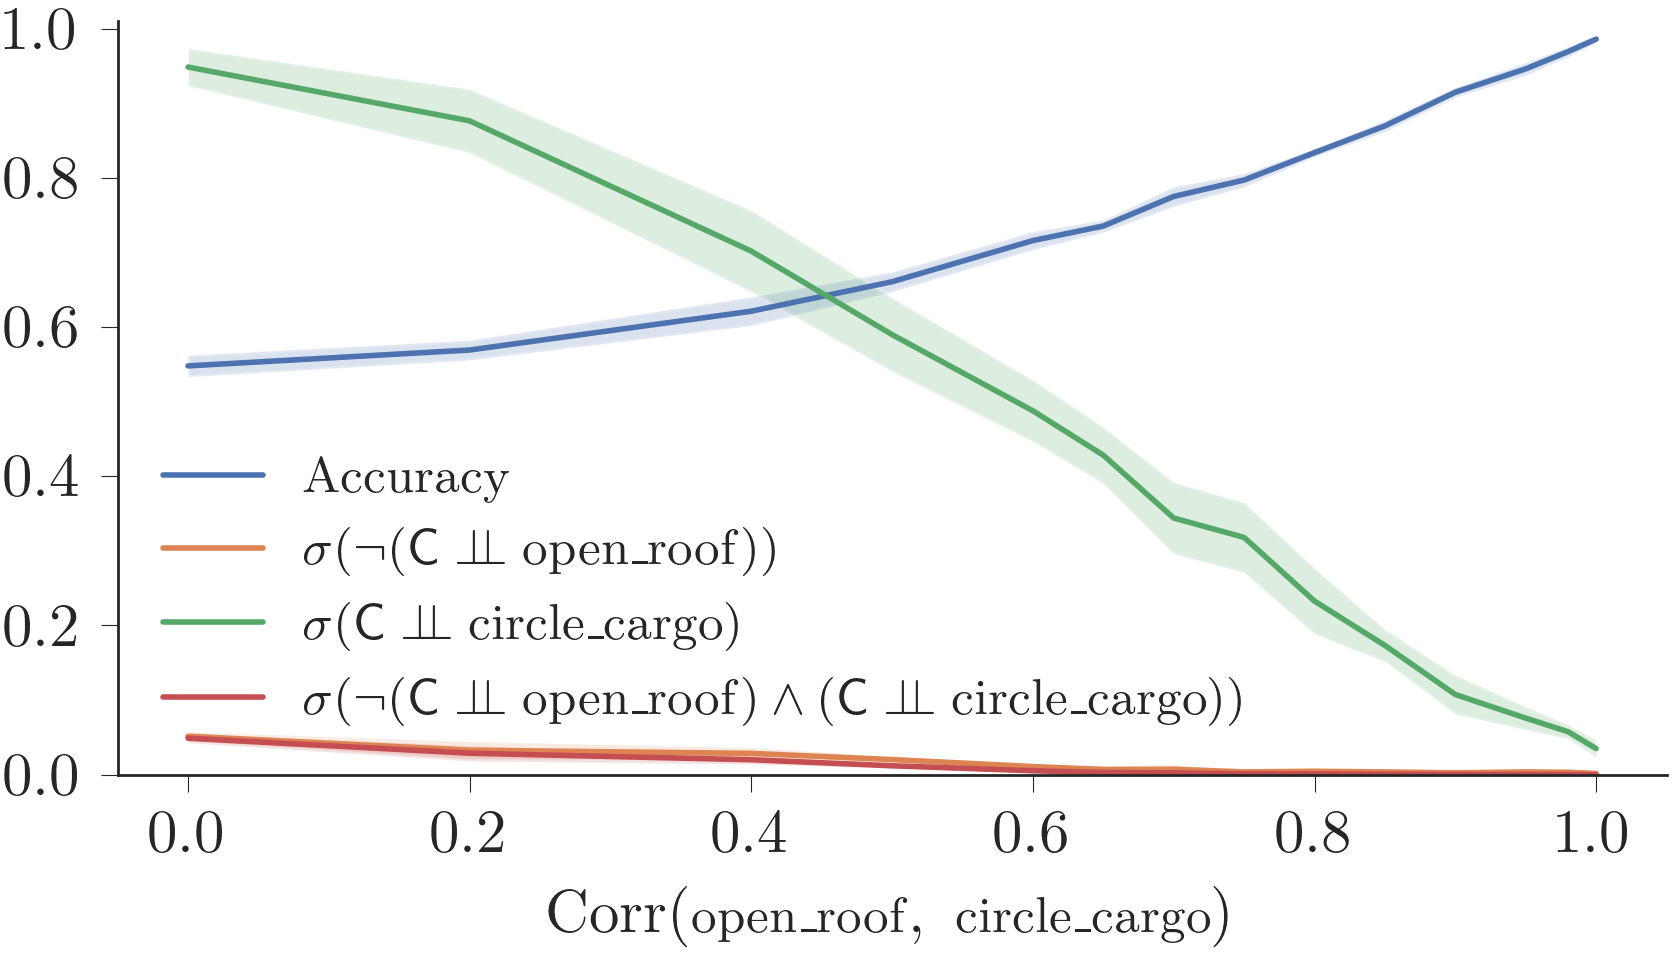 1.0
0.8
0.6
0.4
0.2
0.0
Accuracy
σ(¬(C ⫫ open_roof))
σ(C ⫫ circle_cargo)
σ(¬(C ⫫ open_roof) ∧ (C ⫫ circle_cargo))
0.0 0.2 0.4 0.6 0.8 1.0
Corr(open_roof, circle_cargo)